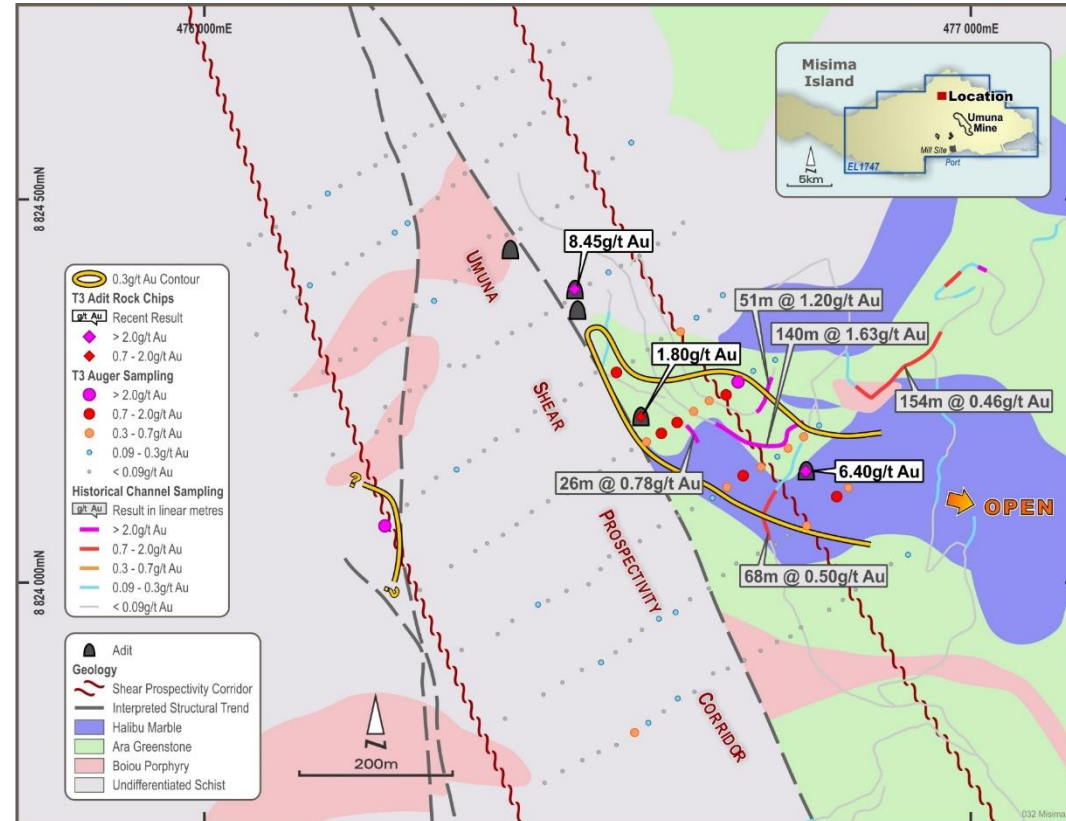 475 000mE
477 000mE
Misima
Island
Location
Umuna
Mine
Mill Site
Port
EL1747
N
5km
8 824 500mN
8 824 000mN
8.45g/t Au
51m @ 1.20g/t Au
140m @ 1.63g/t Au
1.80g/t Au
154m @ 0.46g/t Au
26m @ 0.78g/t Au
6.40g/t Au
OPEN
68m @ 0.50g/t Au
UMUNA
SHEAR
PROSPECTIVITY
CORRIDOR
?
?
0.3g/t Au Contour
T3 Adit Rock Chips
g/t Au Recent Result
> 2.0g/t Au
0.7 - 2.0g/t Au
T3 Auger Sampling
> 2.0g/t Au
0.7 - 2.0g/t Au
0.3 - 0.7g/t Au
0.09 - 0.3g/t Au
< 0.09g/t Au
Historical Channel Sampling
g/t Au Result in linear metres
> 2.0g/t Au
0.7 - 2.0g/t Au
0.3 - 0.7g/t Au
0.09 - 0.3g/t Au
< 0.09g/t Au
Adit
Geology
Shear Prospectivity Corridor
Interpreted Structural Trend
Halibu Marble
Ara Greenstone
Boiou Porphyry
Undifferentiated Schist
N
200m
032 Misima